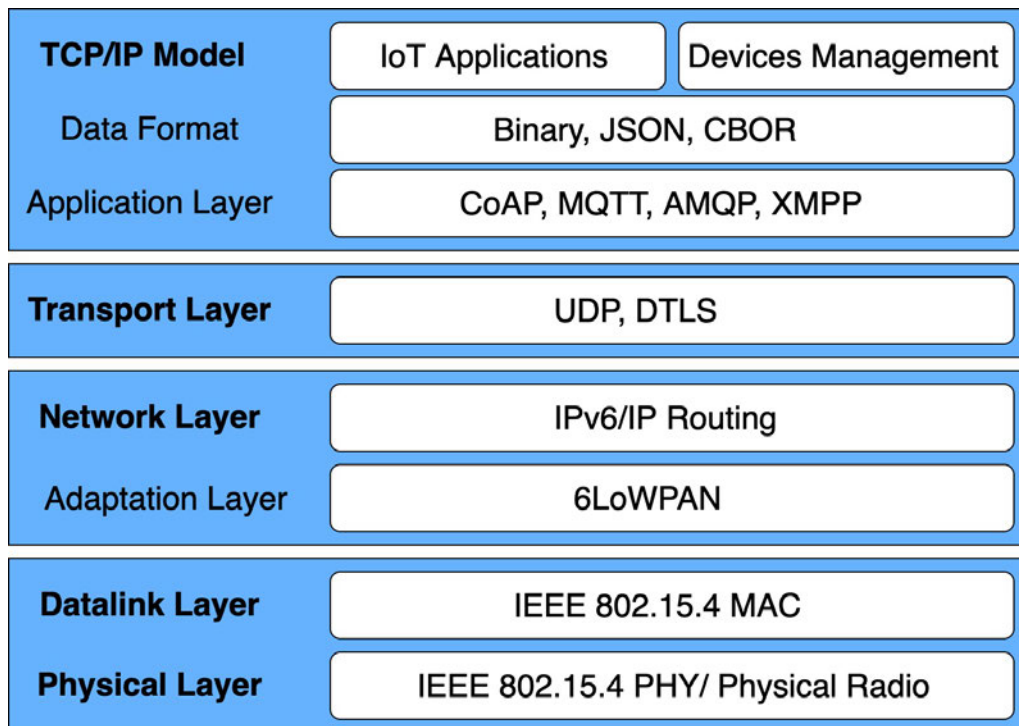 TCP/IP Model
IoT Applications
Devices Management
Data Format
Binary, JSON, CBOR
Application Layer
CoAP, MQTT, AMQP, XMPP
Transport Layer
UDP, DTLS
Network Layer
IPv6/IP Routing
Adaptation Layer
6LoWPAN
Datalink Layer
IEEE 802.15.4 MAC
Physical Layer
IEEE 802.15.4 PHY/ Physical Radio